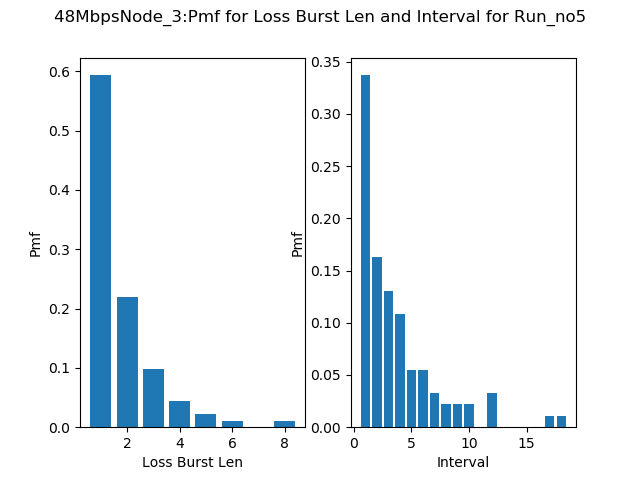 48MbpsNode_3:Pmf for Loss Burst Len and Interval for Run_no5
0.6
0.5
0.4
0.3
0.2
0.1
0.0
Pmf
2 4 6 8
Loss Burst Len
0.35
0.30
0.25
0.20
0.15
0.10
0.05
0.00
Pmf
0 5 10 15
Interval